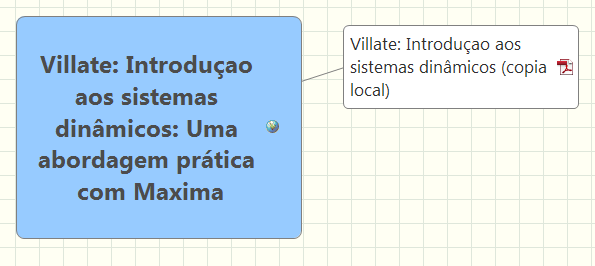 Villate: Introduçao
aos sistemas
dinâmicos: Uma
abordagem prática
com Maxima
Villate: Introduçao aos
sistemas dinâmicos (copia
local)